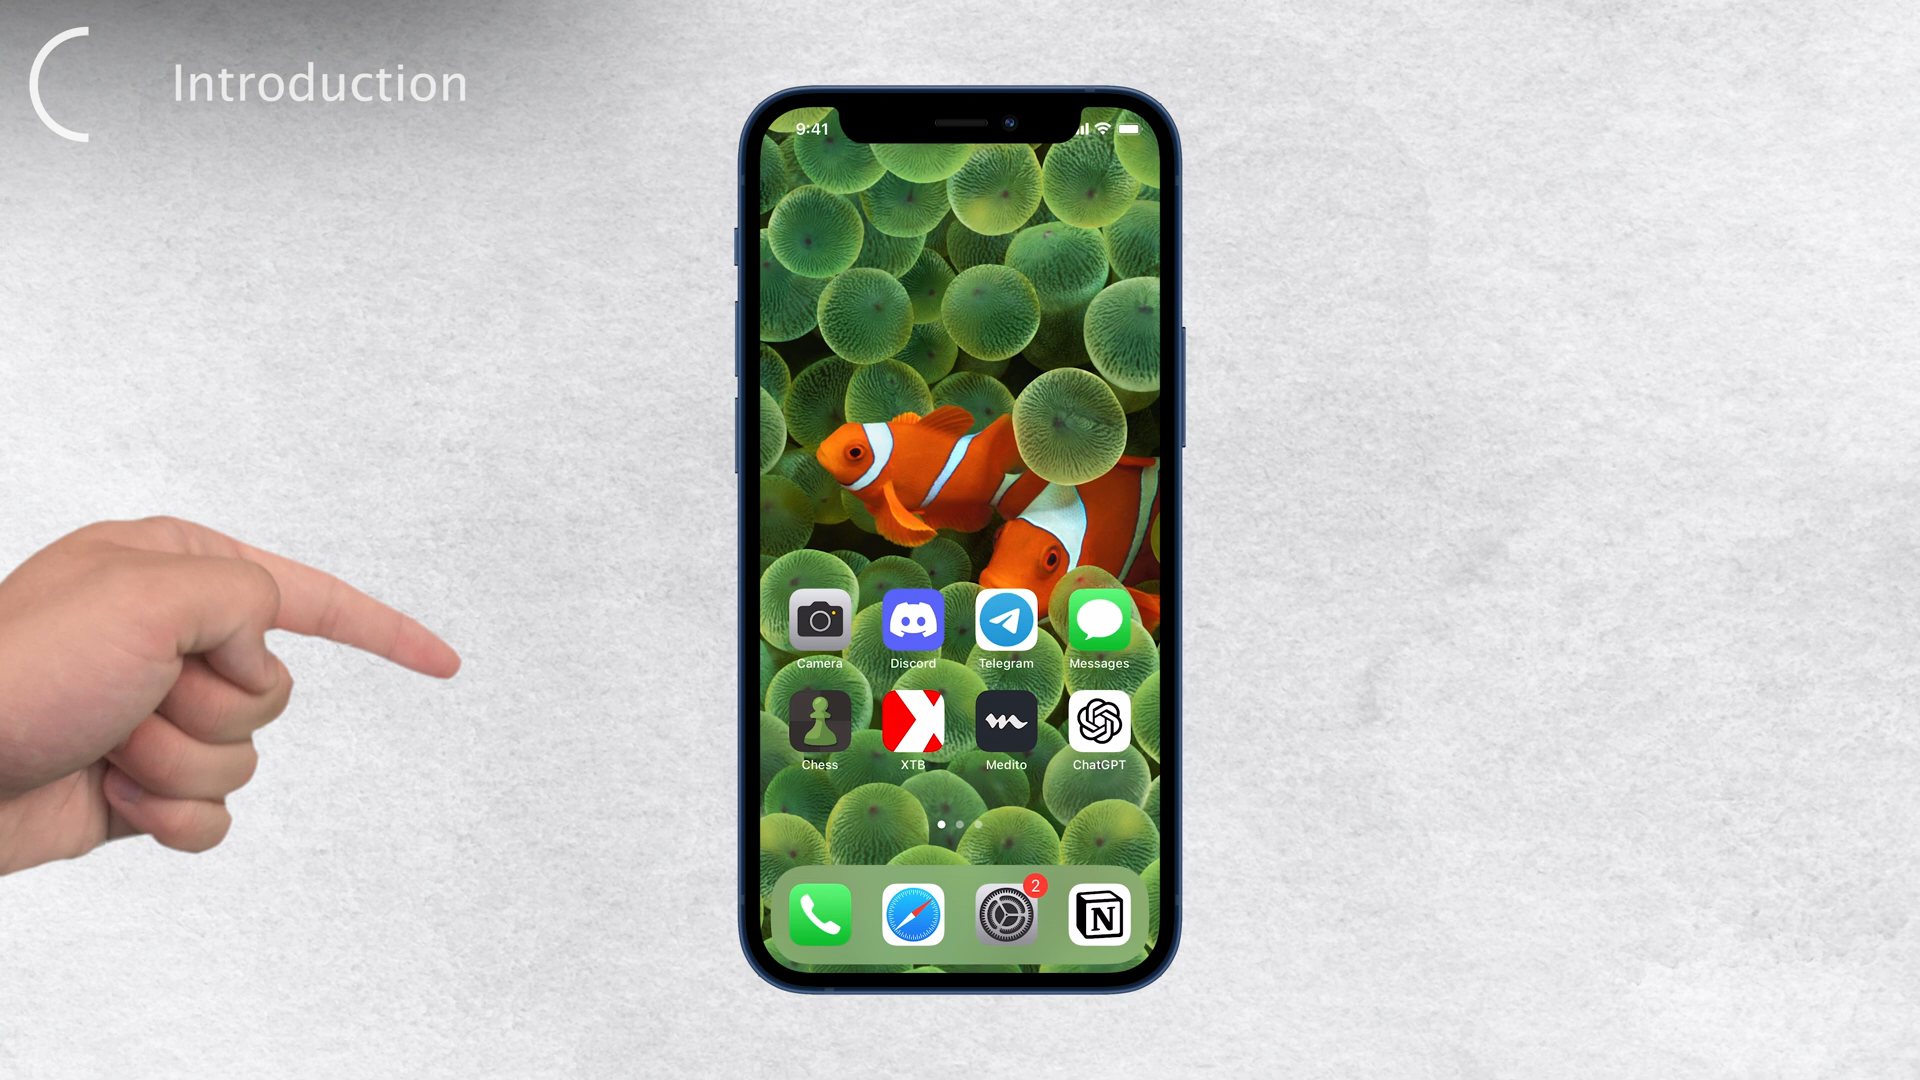 Introduction
9:41
Camera Discord Telegram Messages
Chess XTB Medito ChatGPT
2
N